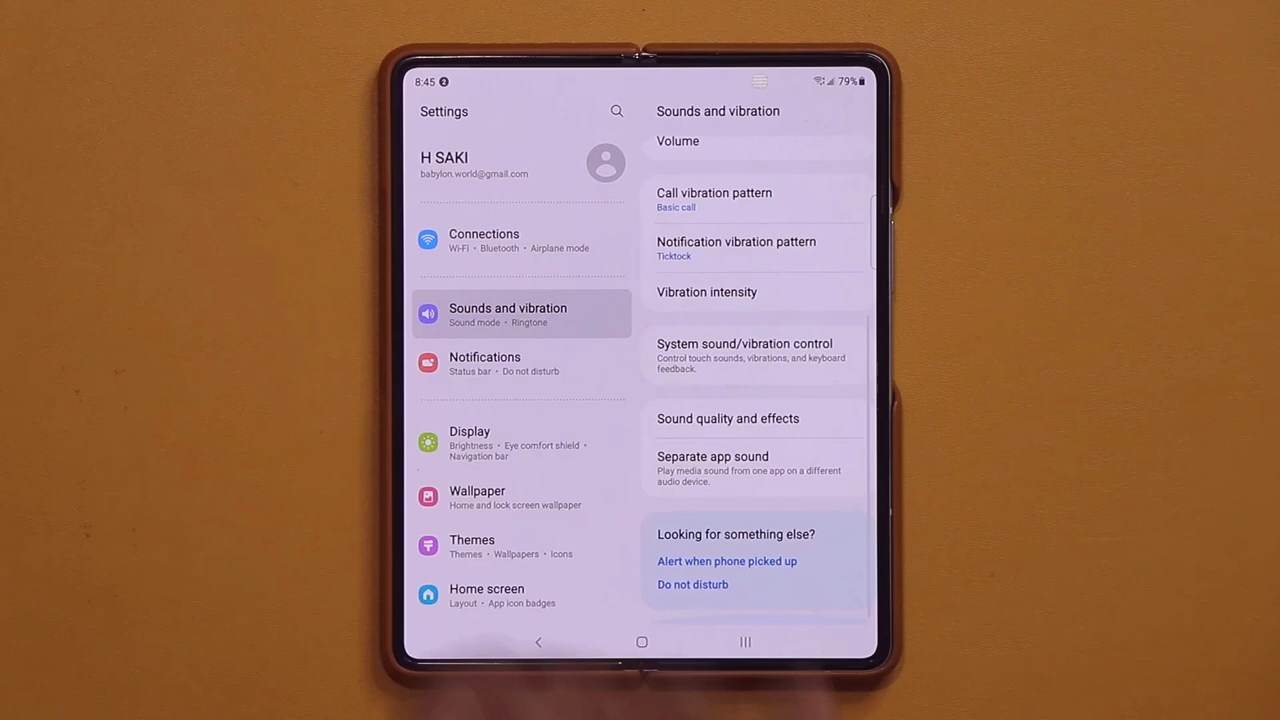 8:45 2
79%
Settings
H SAKI
babylon.world@gmail.com
Connections
Wi-Fi • Bluetooth • Airplane mode
Sounds and vibration
Sound mode • Ringtone
Notifications
Status bar • Do not disturb
Display
Brightness • Eye comfort shield •
Navigation bar
Wallpaper
Home and lock screen wallpaper
Themes
Themes • Wallpapers • Icons
Home screen
Layout • App icon badges
Sounds and vibration
Volume
Call vibration pattern
Basic call
Notification vibration pattern
Ticktock
Vibration intensity
System sound/vibration control
Control touch sounds, vibrations, and keyboard
feedback.
Sound quality and effects
Separate app sound
Play media sound from one app on a different
audio device.
Looking for something else?
Alert when phone picked up
Do not disturb